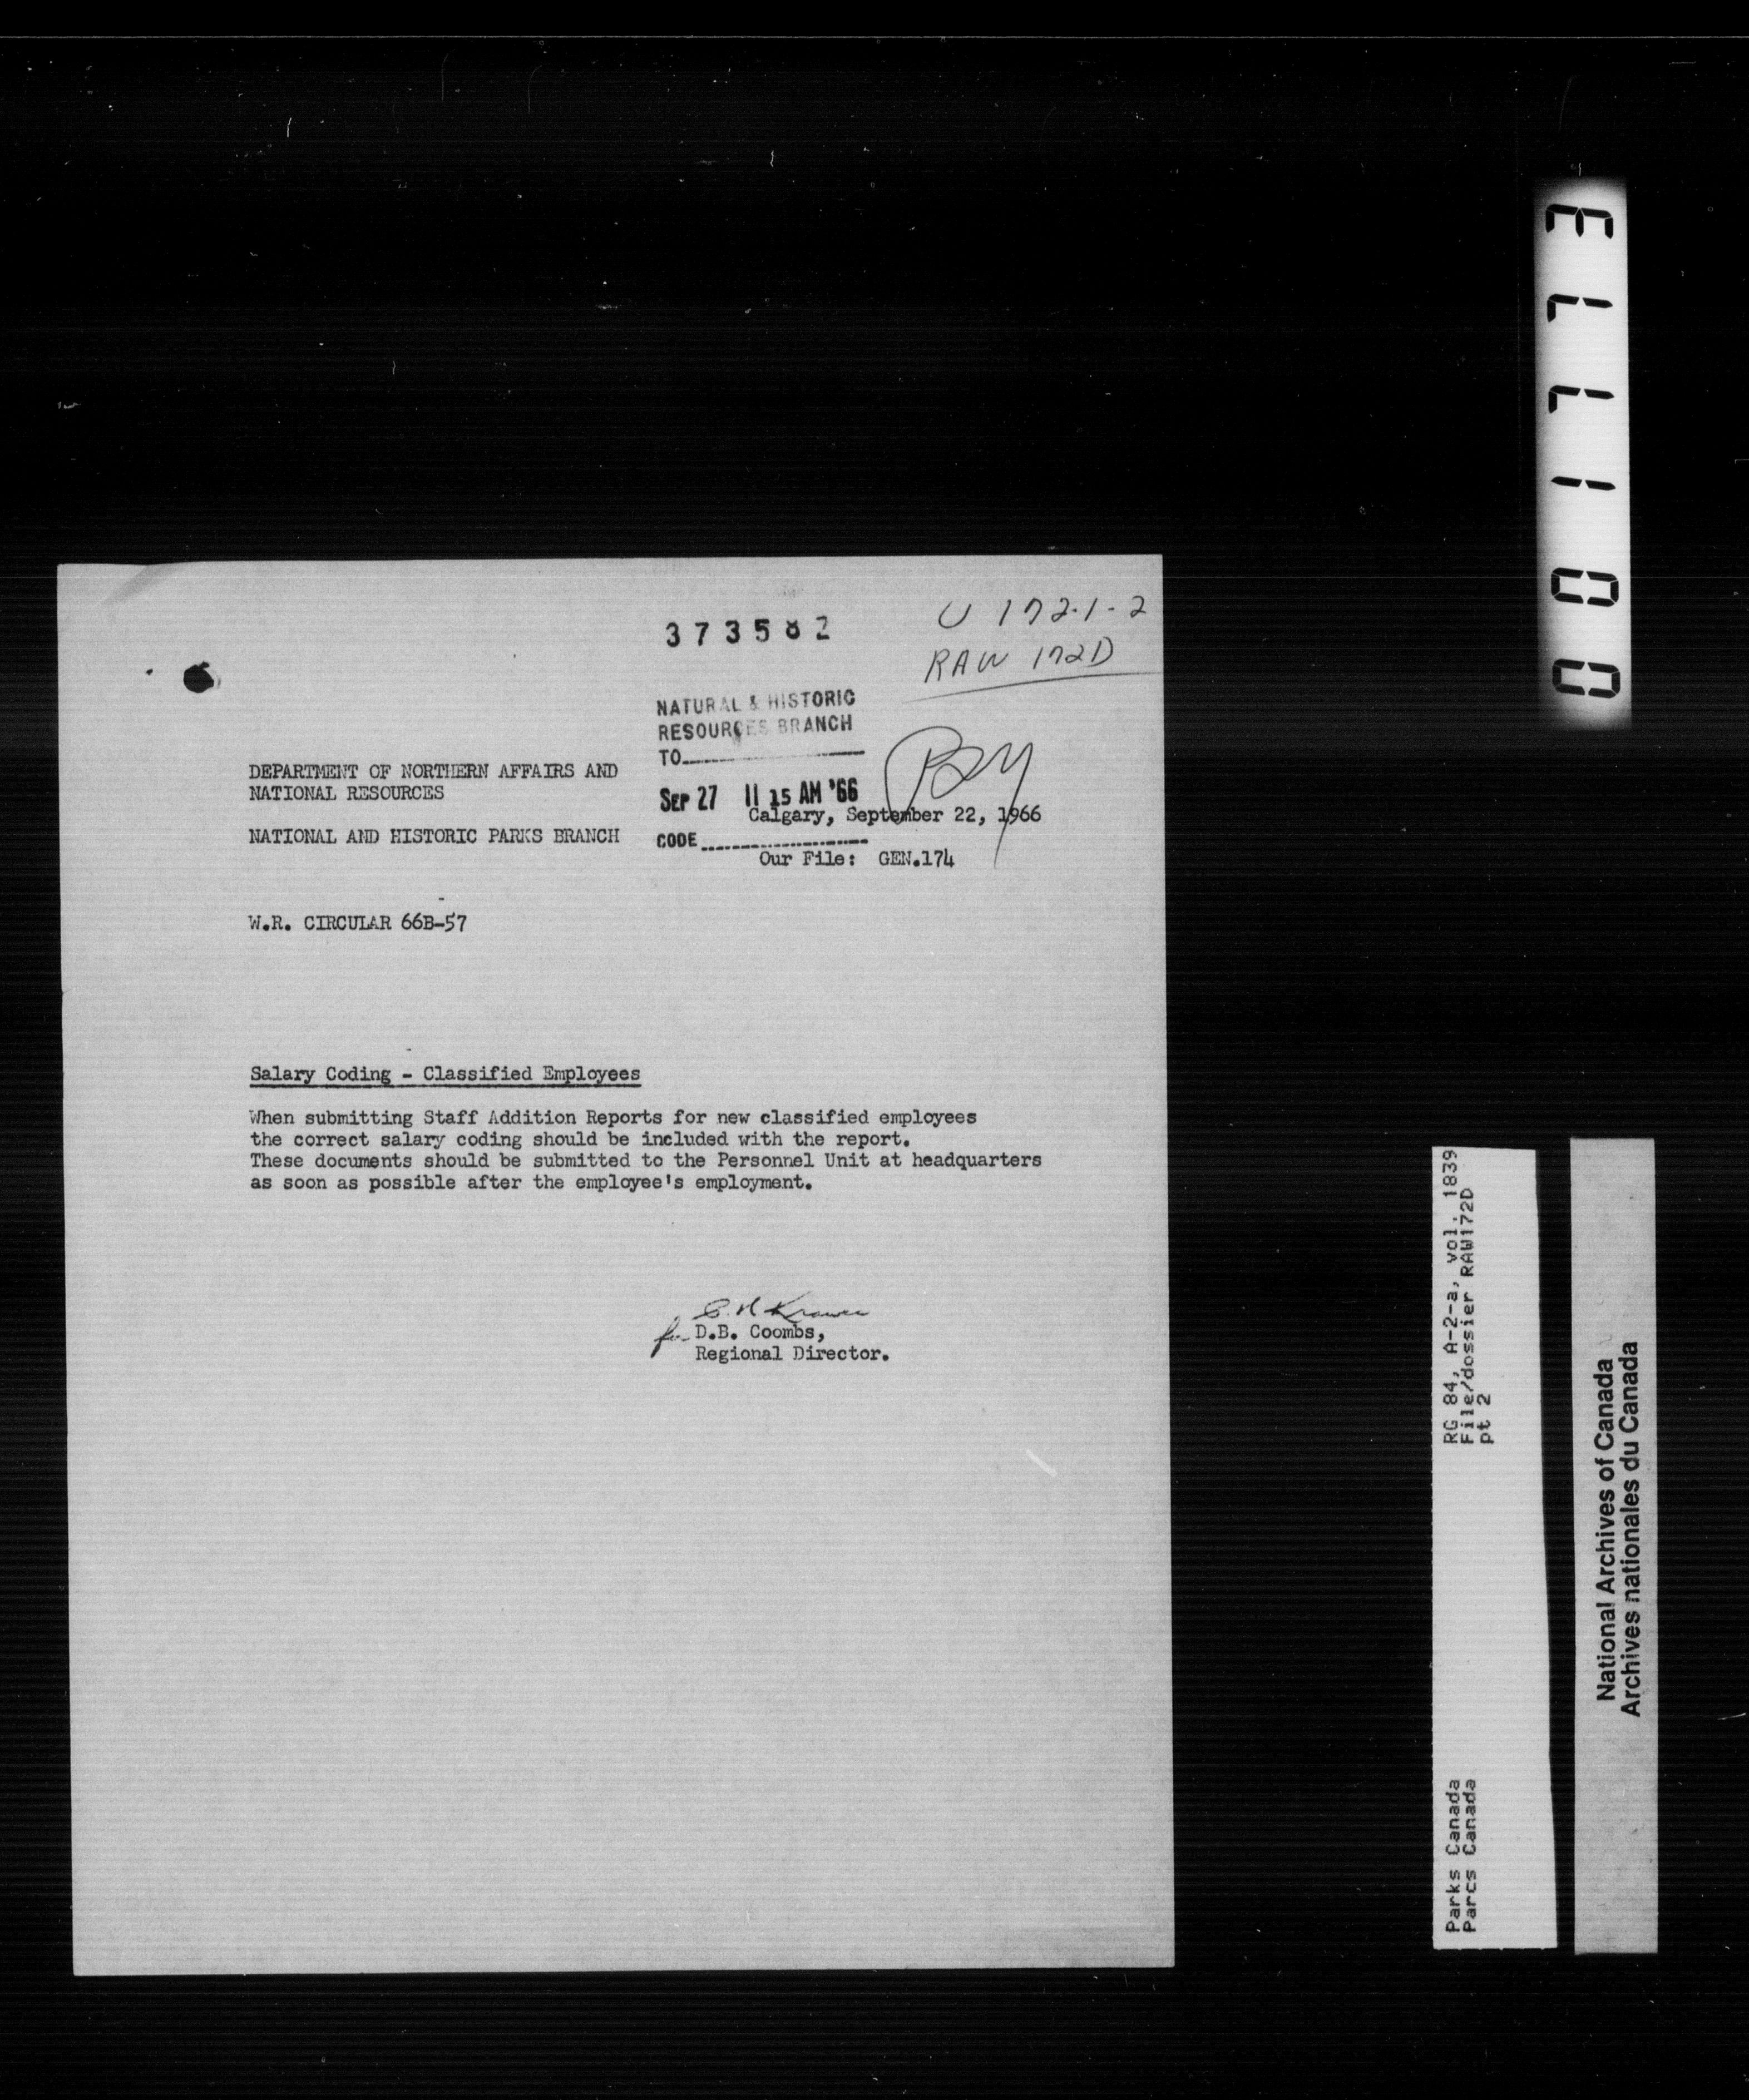 373582
U 172-1-2
RAW 172D
NATURAL & HISTORIC
RESOURCES BRANCH
TO
SEP 27 11 15 AM '66
CODE
DEPARTMENT OF NORTHERN AFFAIRS AND
NATIONAL RESOURCES
NATIONAL AND HISTORIC PARKS BRANCH
Calgary, September 22, 1966
Our File: GEN.174
W.R. CIRCULAR 66B-57
Salary Coding - Classified Employees
When submitting Staff Addition Reports for new classified employees
the correct salary coding should be included with the report.
These documents should be submitted to the Personnel Unit at headquarters
as soon as possible after the employee's employment.
for D.B. Coombs,
Regional Director.
001773
RG 84, A-2-a, vol. 1839
File/dossier RAW172D
pt 2
Parks Canada
Parcs Canada
National Archives of Canada
Archives nationales du Canada